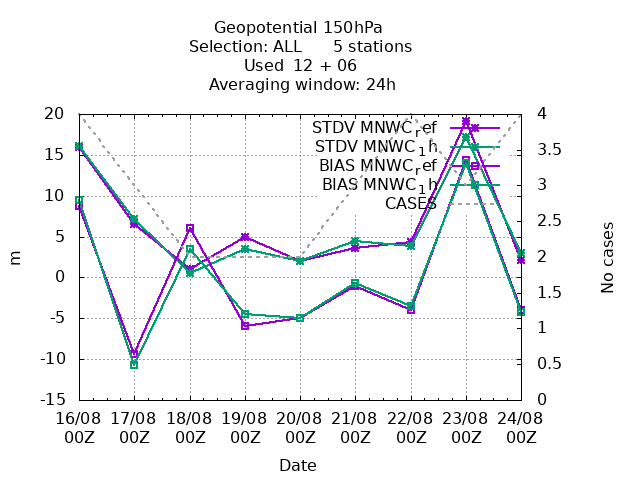 Geopotential 150hPa
Selection: ALL      5 stations
Used  12 + 06
Averaging window: 24h
20
15
10
5
0
-5
-10
-15
m
4
3.5
3
2.5
2
1.5
1
0.5
0
No cases
STDV MNWC_ref
STDV MNWC_1h
BIAS MNWC_ref
BIAS MNWC_1h
CASES
16/08 17/08 18/08 19/08 20/08 21/08 22/08 23/08 24/08
00Z 00Z 00Z 00Z 00Z 00Z 00Z 00Z 00Z
Date